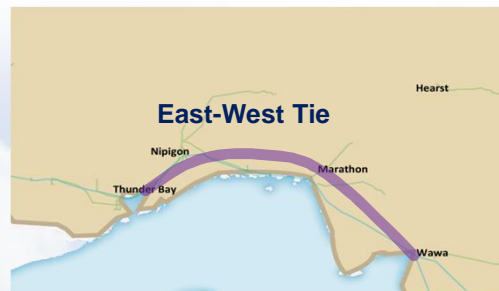 Hearst
East-West Tie
Nipigon
Marathon
Thunder Bay
Wawa